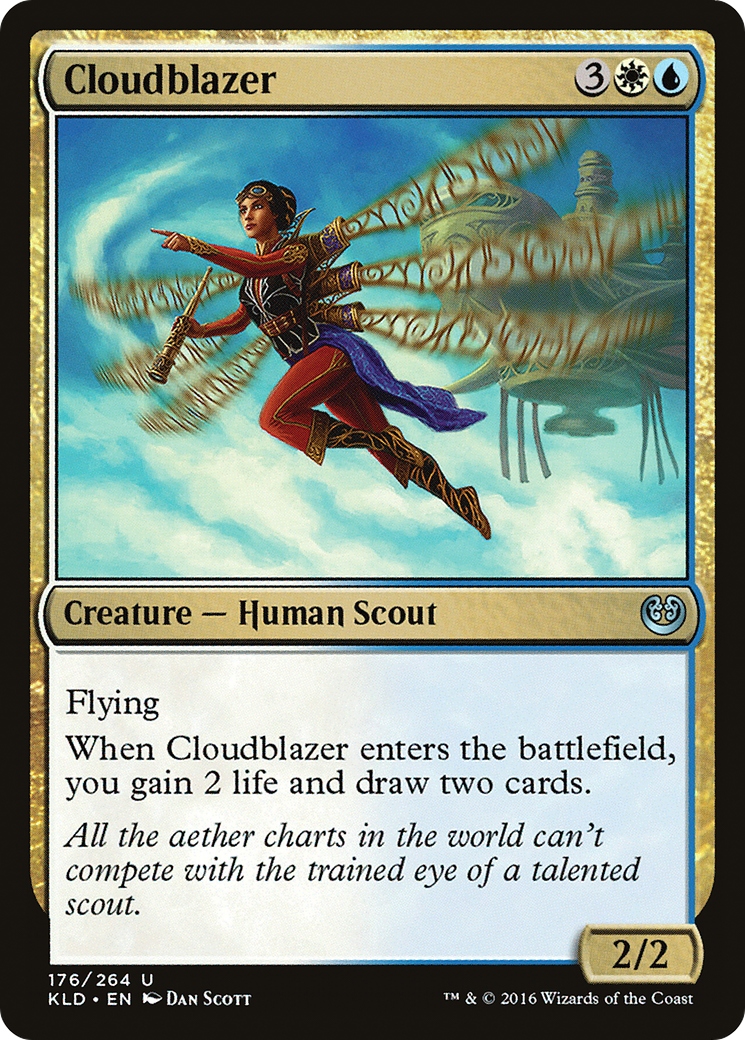 Cloudblazer 3
Creature — Human Scout
Flying
When Cloudblazer enters the battlefield,
you gain 2 life and draw two cards.
All the aether charts in the world can't
compete with the trained eye of a talented
scout.
2/2
176/264 U
KLD • EN Dan Scott
™ & © 2016 Wizards of the Coast